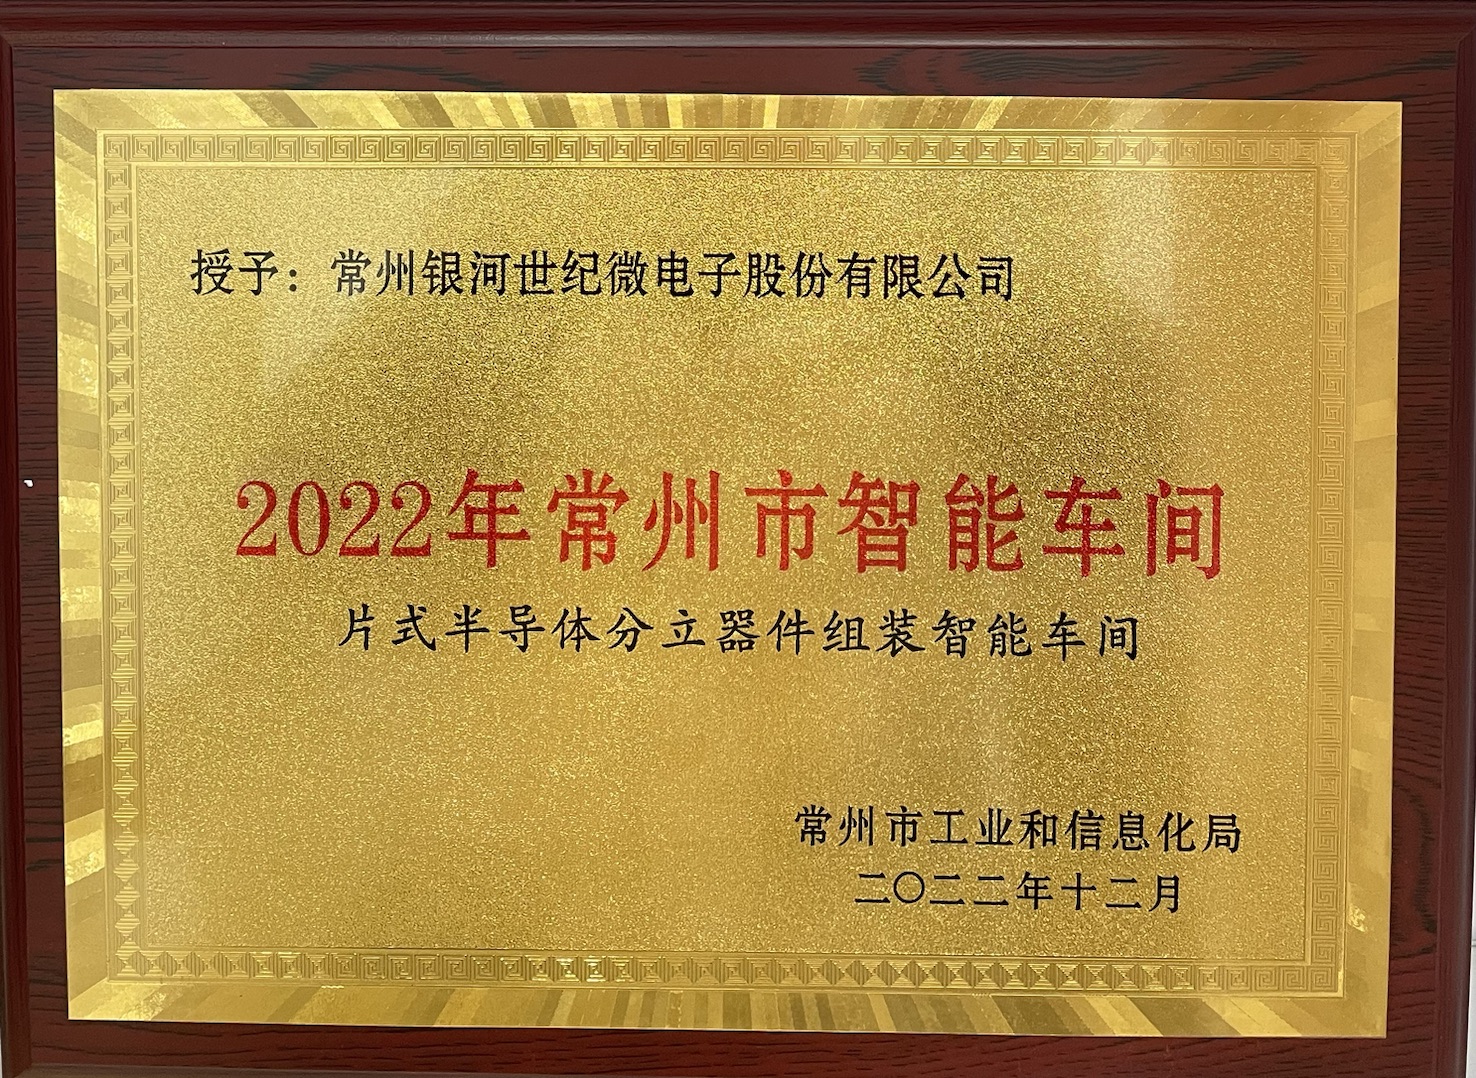 授予：常州银河世纪微电子股份有限公司
2022年常州市智能车间
片式半导体分立器件组装智能车间
常州市工业和信息化局
二〇二二年十二月